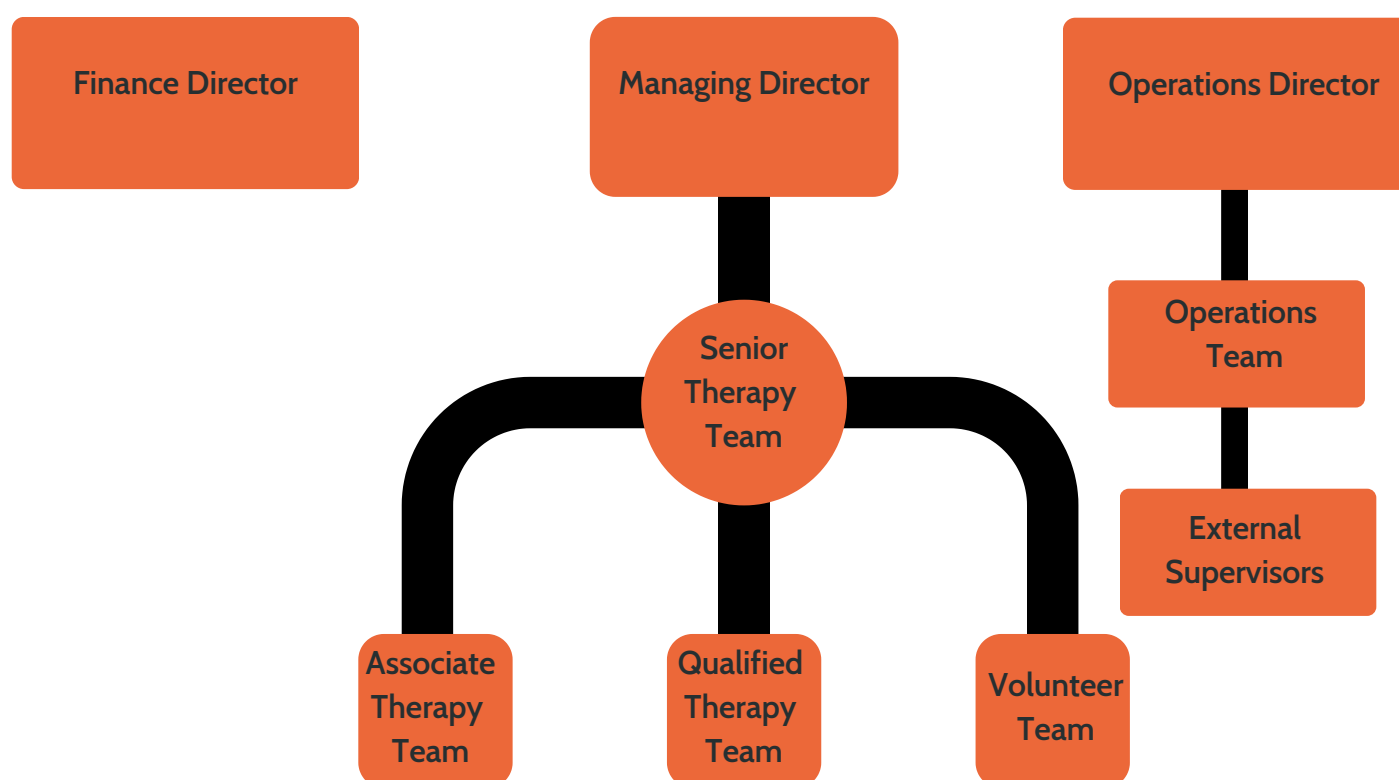 Finance Director
Managing Director
Operations Director
Senior
Therapy
Team
Operations
Team
External
Supervisors
Associate
Therapy
Team
Qualified
Therapy
Team
Volunteer
Team